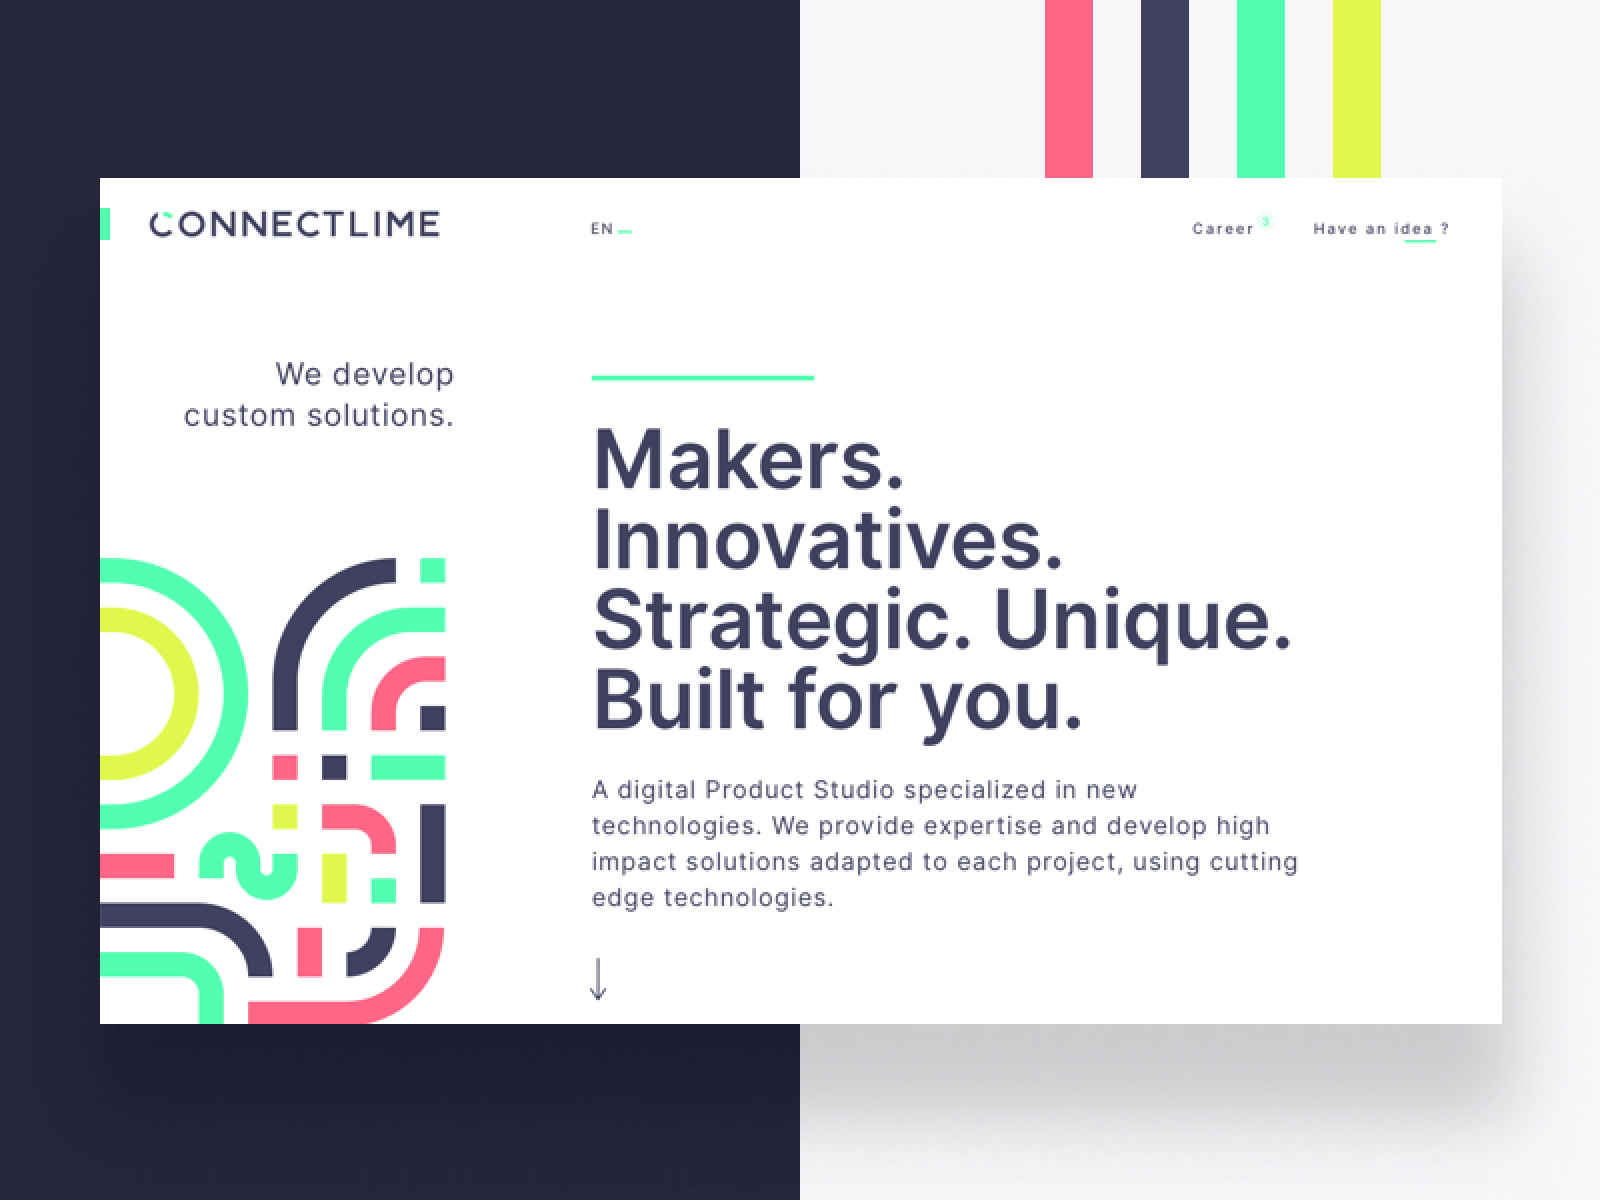 CONNECTLIME
EN
Career 3
Have an idea ?
We develop
custom solutions.
Makers.
Innovatives.
Strategic. Unique.
Built for you.
A digital Product Studio specialized in new
technologies. We provide expertise and develop high
impact solutions adapted to each project, using cutting
edge technologies.